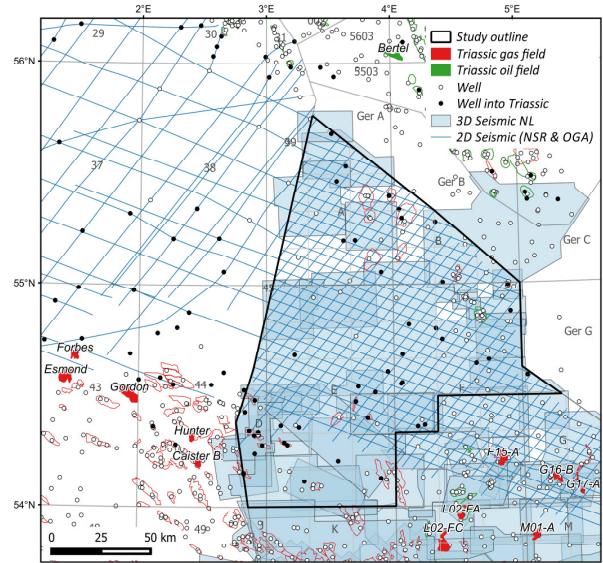 2°E
3°E
4°E
5°E
29
30
31
5603
Bertel
5503
56°N
Study outline
Triassic gas field
Triassic oil field
Well
Well into Triassic
3D Seismic NL
2D Seismic (NSR & OGA)
Ger A
39
37
38
Ger B
A
B
Ger C
55°N
45
Ger G
Forbes
Esmond
43
Gordon
44
E
F
Hunter
D
Caister B
F15-A
G
G16-B
G17-A
54°N
L02-FA
48
49
K
L02-FC
M01-A
M
0 25 50 km